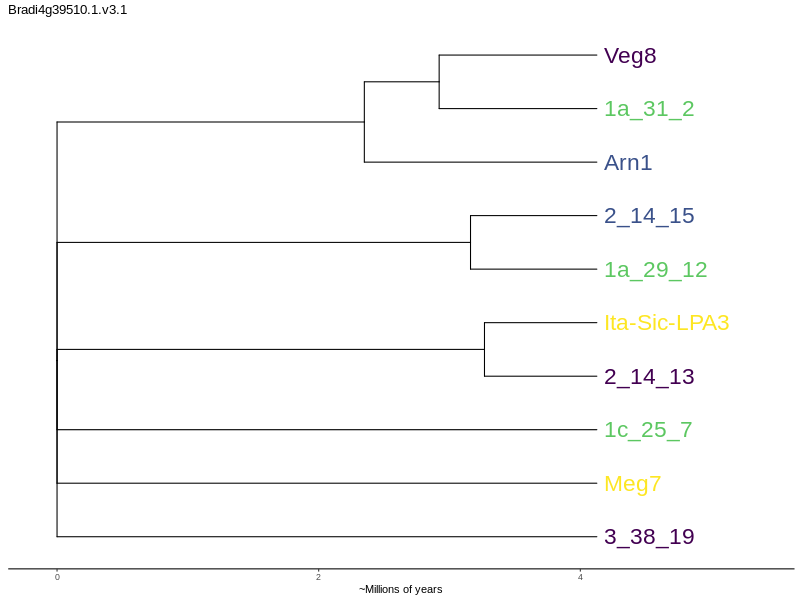 Bradi4g39510.1.v3.1
Veg8
1a_31_2
Arn1
2_14_15
1a_29_12
Ita-Sic-LPA3
2_14_13
1c_25_7
Meg7
3_38_19
0 2 4
~Millions of years